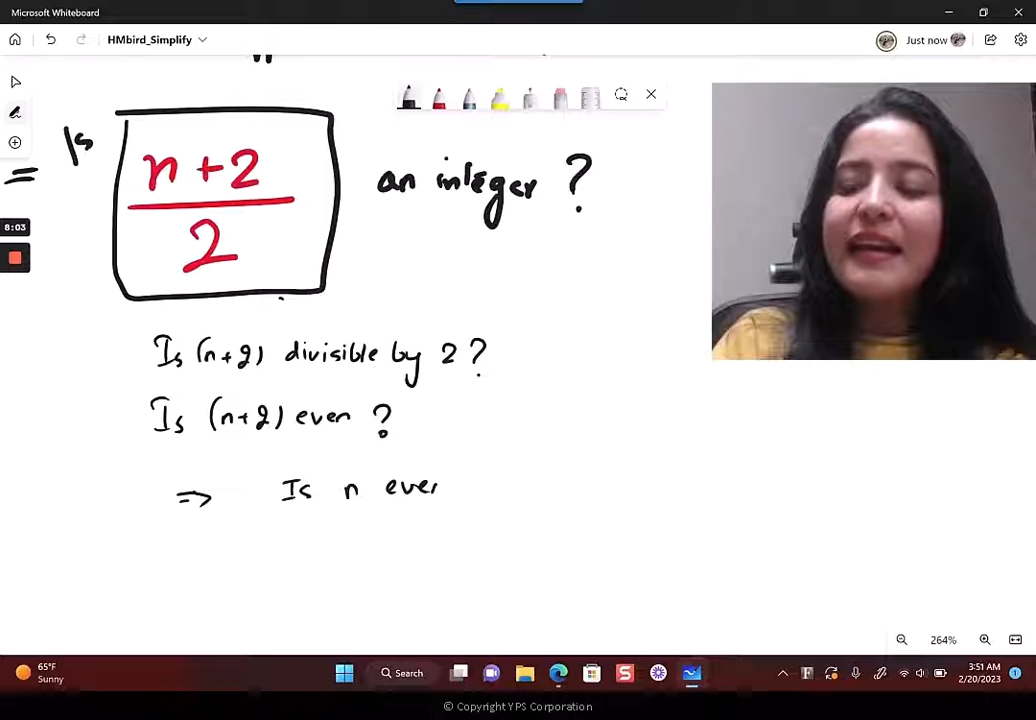 Microsoft Whiteboard
HMbird_Simplify
Just now
= Is n+2
2
an integer ?
8:03
Is (n+2) divisible by 2 ?
Is (n+2) even ?
⇒ Is n ever
264%
65°F
Sunny
Search
3:51 AM
2/20/2023
© Copyright YPS Corporation